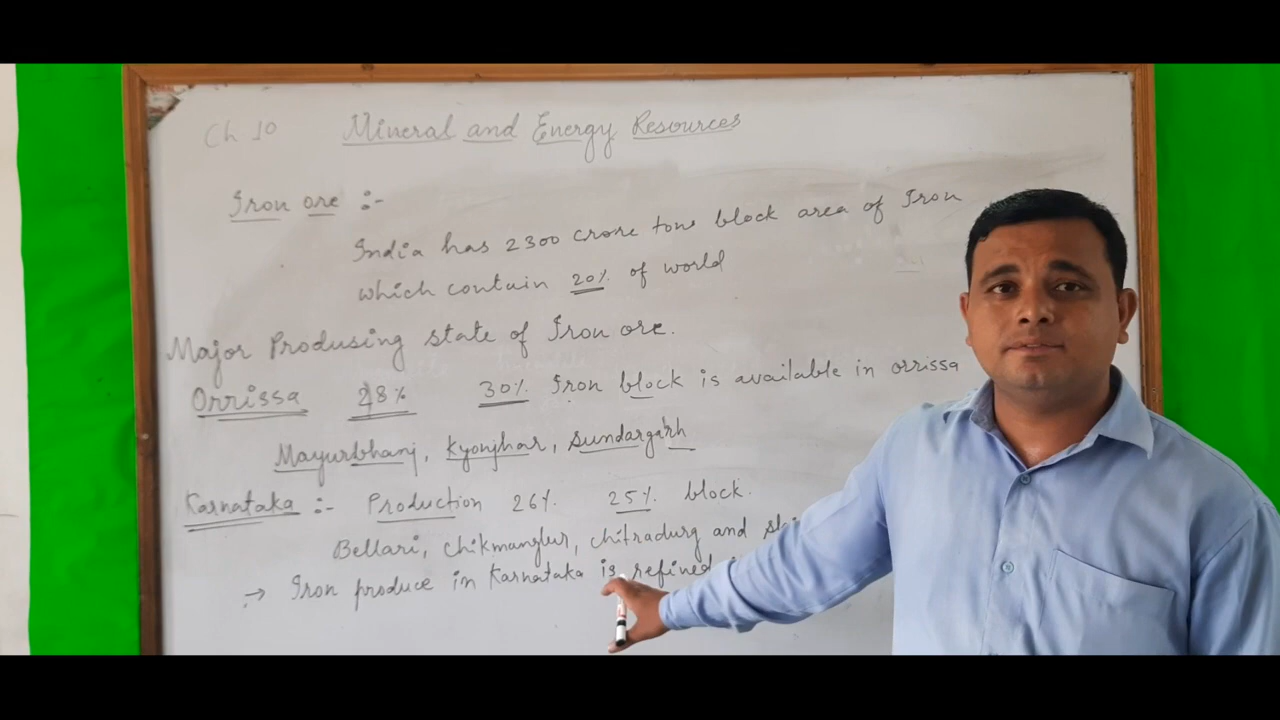 Ch 10 Mineral and Energy Resources
Iron ore :-
India has 2300 crore tons block area of Iron
which contain 20% of world
Major Produsing state of Iron ore.
Orrissa 28% 30% Iron block is available in orrissa
Mayurbhanj, Kyonjhar, Sundargarh
Karnataka :- Production 26% 25% block.
Bellari, Chikmanglur, chitradurg and
→ Iron produce in Karnataka is refined